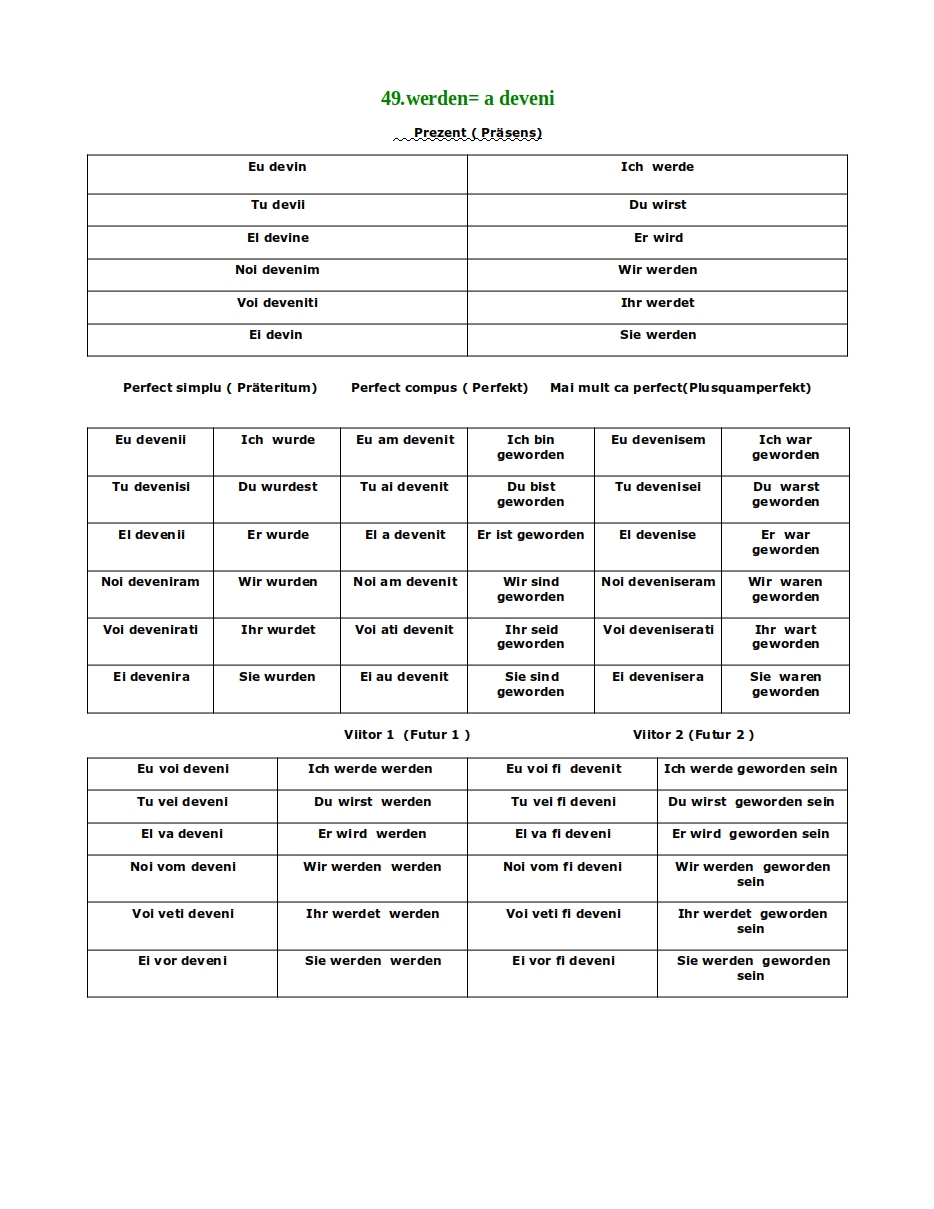 49.werden= a deveni
Prezent ( Präsens)
Eu devin Ich werde
Tu devii Du wirst
El devine Er wird
Noi devenim Wir werden
Voi deveniti Ihr werdet
Ei devin Sie werden
Perfect simplu ( Präteritum) Perfect compus ( Perfekt) Mai mult ca perfect(Plusquamperfekt)
Eu devenii Ich wurde Eu am devenit Ich bin geworden Eu devenisem Ich war geworden
Tu devenisi Du wurdest Tu ai devenit Du bist geworden Tu devenisei Du warst geworden
El devenii Er wurde El a devenit Er ist geworden El devenise Er war geworden
Noi deveniram Wir wurden Noi am devenit Wir sind geworden Noi deveniseram Wir waren geworden
Voi devenirati Ihr wurdet Voi ati devenit Ihr seid geworden Voi deveniserati Ihr wart geworden
Ei devenira Sie wurden Ei au devenit Sie sind geworden Ei devenisera Sie waren geworden
Viitor 1 (Futur 1 ) Viitor 2 (Futur 2 )
Eu voi deveni Ich werde werden Eu voi fi devenit Ich werde geworden sein
Tu vei deveni Du wirst werden Tu vei fi deveni Du wirst geworden sein
El va deveni Er wird werden El va fi deveni Er wird geworden sein
Noi vom deveni Wir werden werden Noi vom fi deveni Wir werden geworden sein
Voi veti deveni Ihr werdet werden Voi veti fi deveni Ihr werdet geworden sein
Ei vor deveni Sie werden werden Ei vor fi deveni Sie werden geworden sein